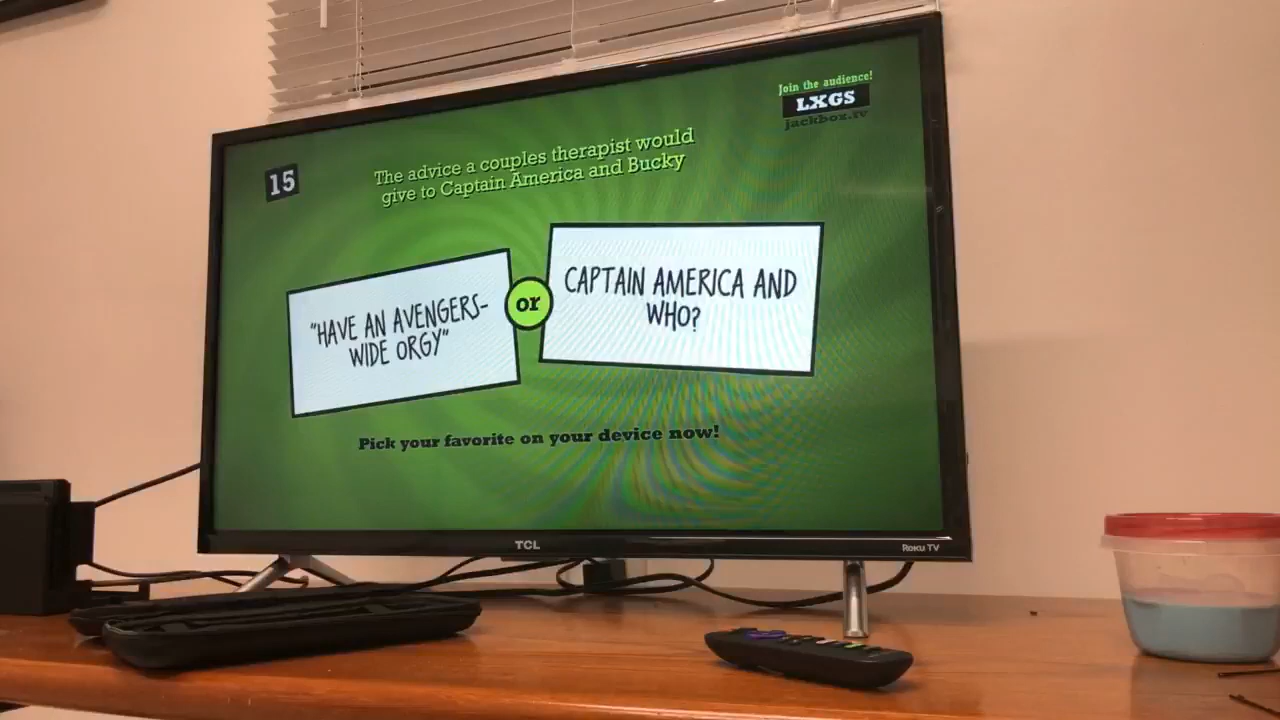 Join the audience!
LXGS
jackbox.tv
15
The advice a couples therapist would
give to Captain America and Bucky
"HAVE AN AVENGERS-
WIDE ORGY"
or
CAPTAIN AMERICA AND
WHO?
Pick your favorite on your device now!
TCL
Roku TV